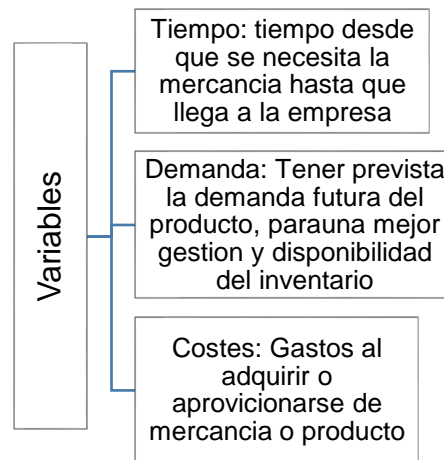 Variables
Tiempo: tiempo desde
que se necesita la
mercancia hasta que
llega a la empresa
Demanda: Tener prevista
la demanda futura del
producto, parauna mejor
gestion y disponibilidad
del inventario
Costes: Gastos al
adquirir o
aprovicionarse de
mercancia o producto